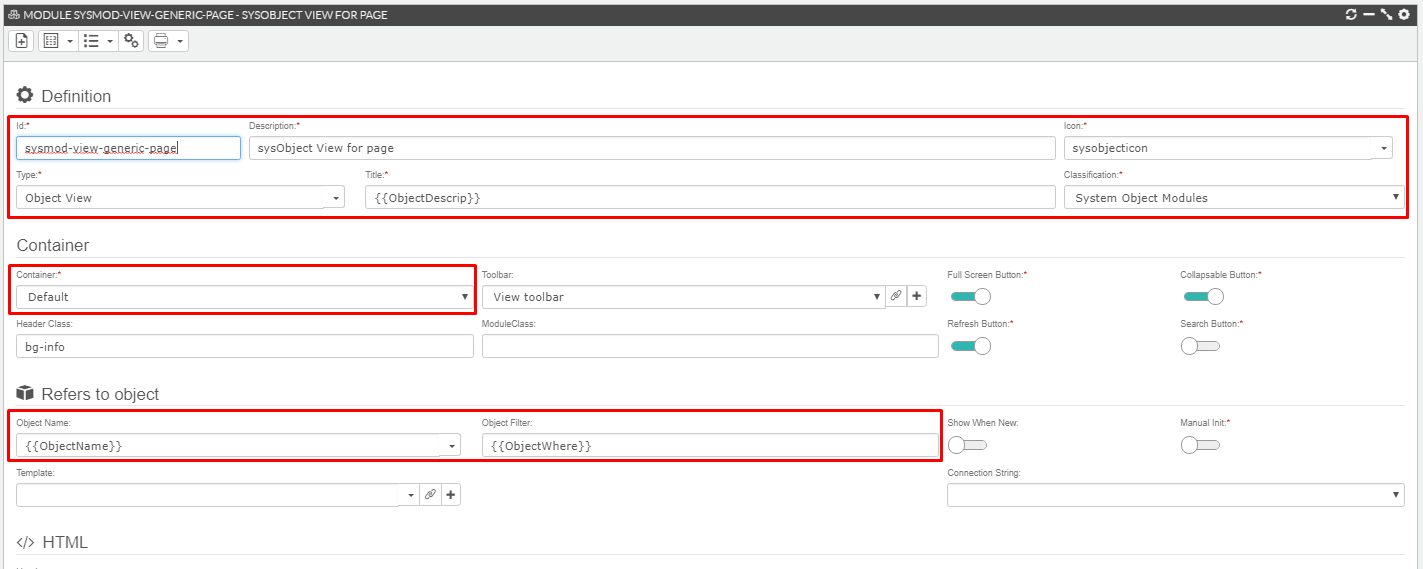 MODULE SYSMOD-VIEW-GENERIC-PAGE - SYSOBJECT VIEW FOR PAGE
Definition
Id:* Description:* Icon:*
sysmod-view-generic-page sysObject View for page sysobjecticon
Type:* Title:* Classification:*
Object View {{ObjectDescrip}} System Object Modules
Container
Container:* Toolbar: Full Screen Button:* Collapsable Button:*
Default View toolbar
Header Class: ModuleClass: Refresh Button:* Search Button:*
bg-info
Refers to object
Object Name: Object Filter: Show When New: Manual Init:*
{{ObjectName}} {{ObjectWhere}}
Template: Connection String:
</> HTML